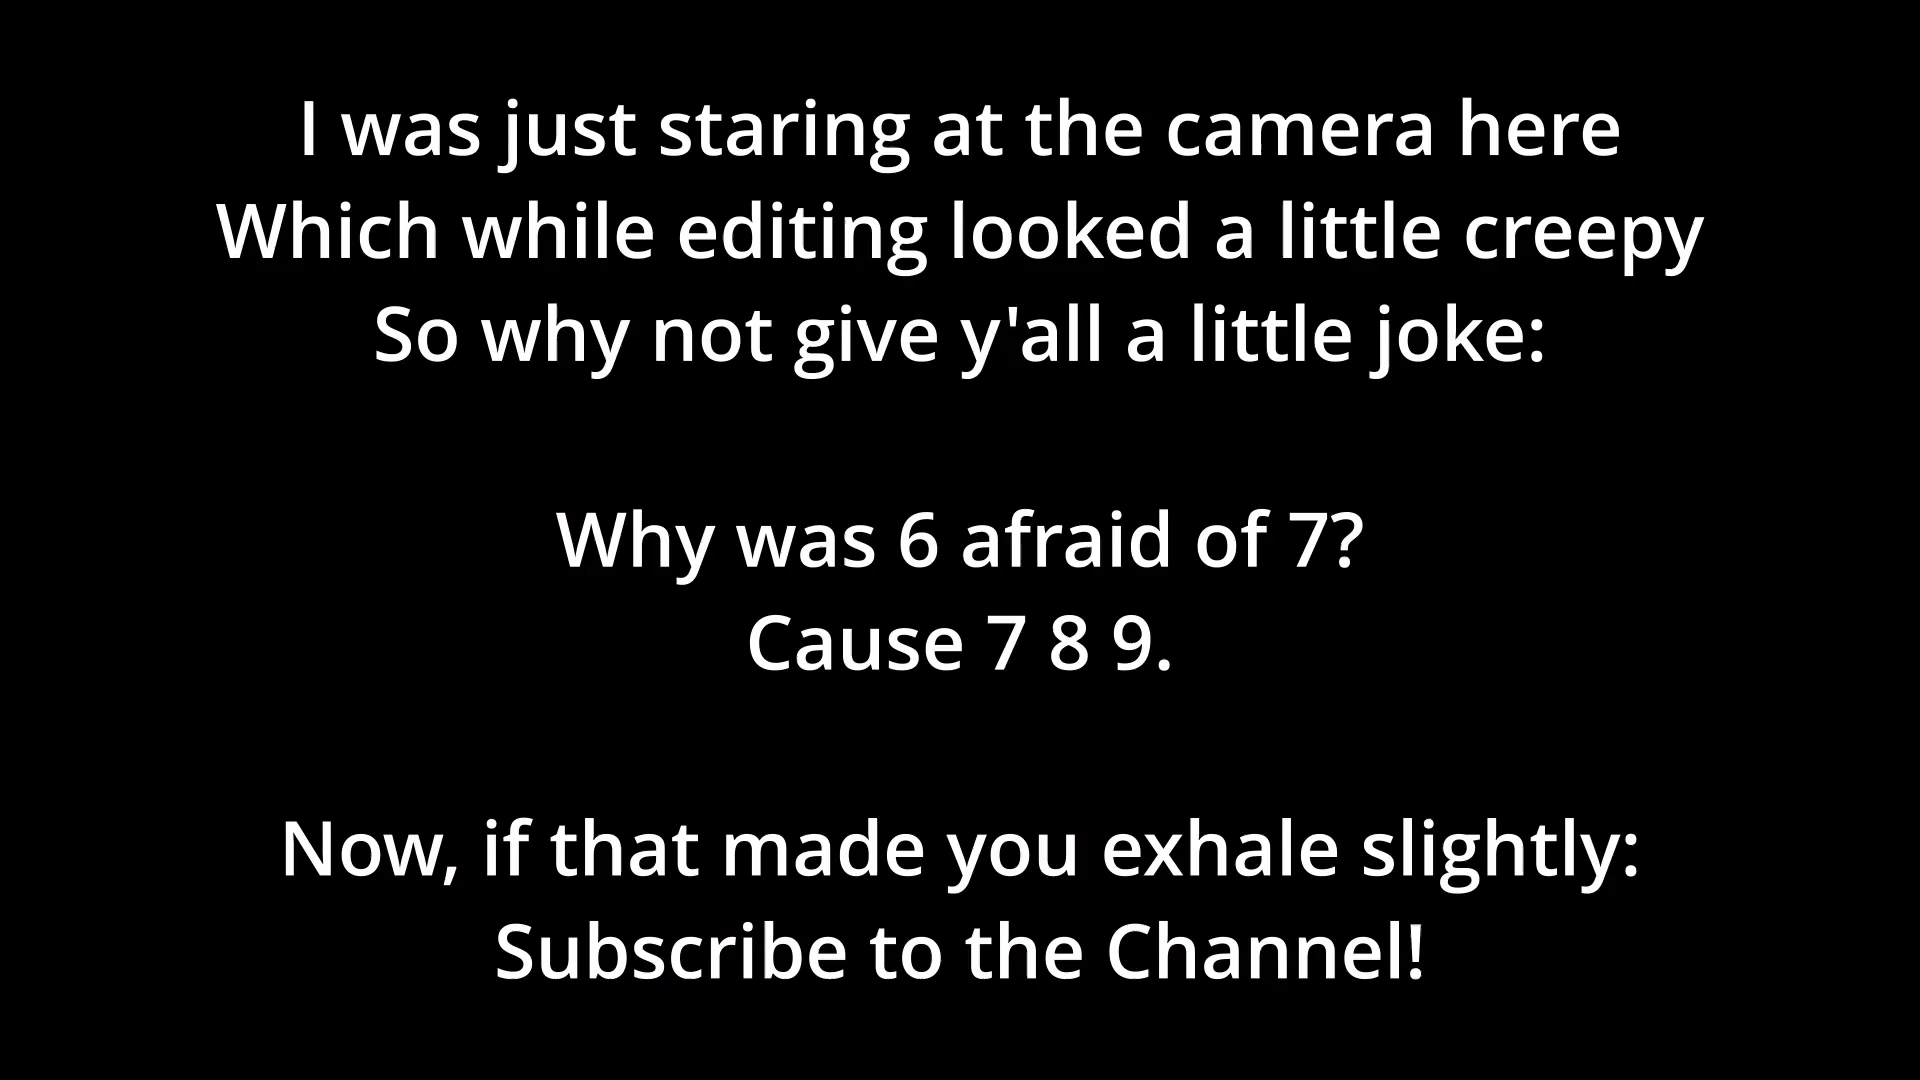 I was just staring at the camera here
Which while editing looked a little creepy
So why not give y'all a little joke:
Why was 6 afraid of 7?
Cause 7 8 9.
Now, if that made you exhale slightly:
Subscribe to the Channel!